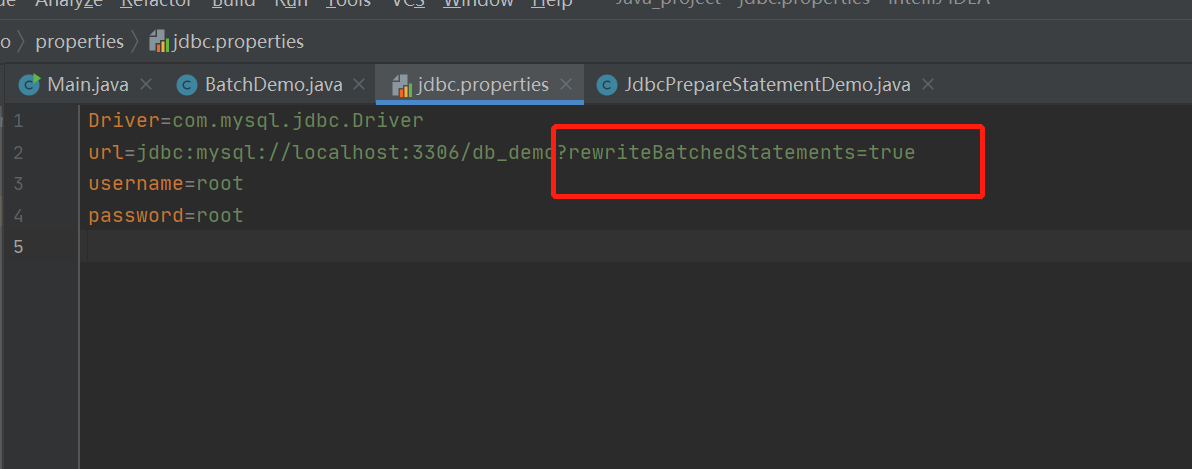 Analyze Refactor Build Run Tools VCS Window Help Java_project - jdbc.properties - IntelliJ IDEA
properties jdbc.properties
Main.java BatchDemo.java jdbc.properties JdbcPrepareStatementDemo.java
1 Driver=com.mysql.jdbc.Driver
2 url=jdbc:mysql://localhost:3306/db_demo?rewriteBatchedStatements=true
3 username=root
4 password=root
5